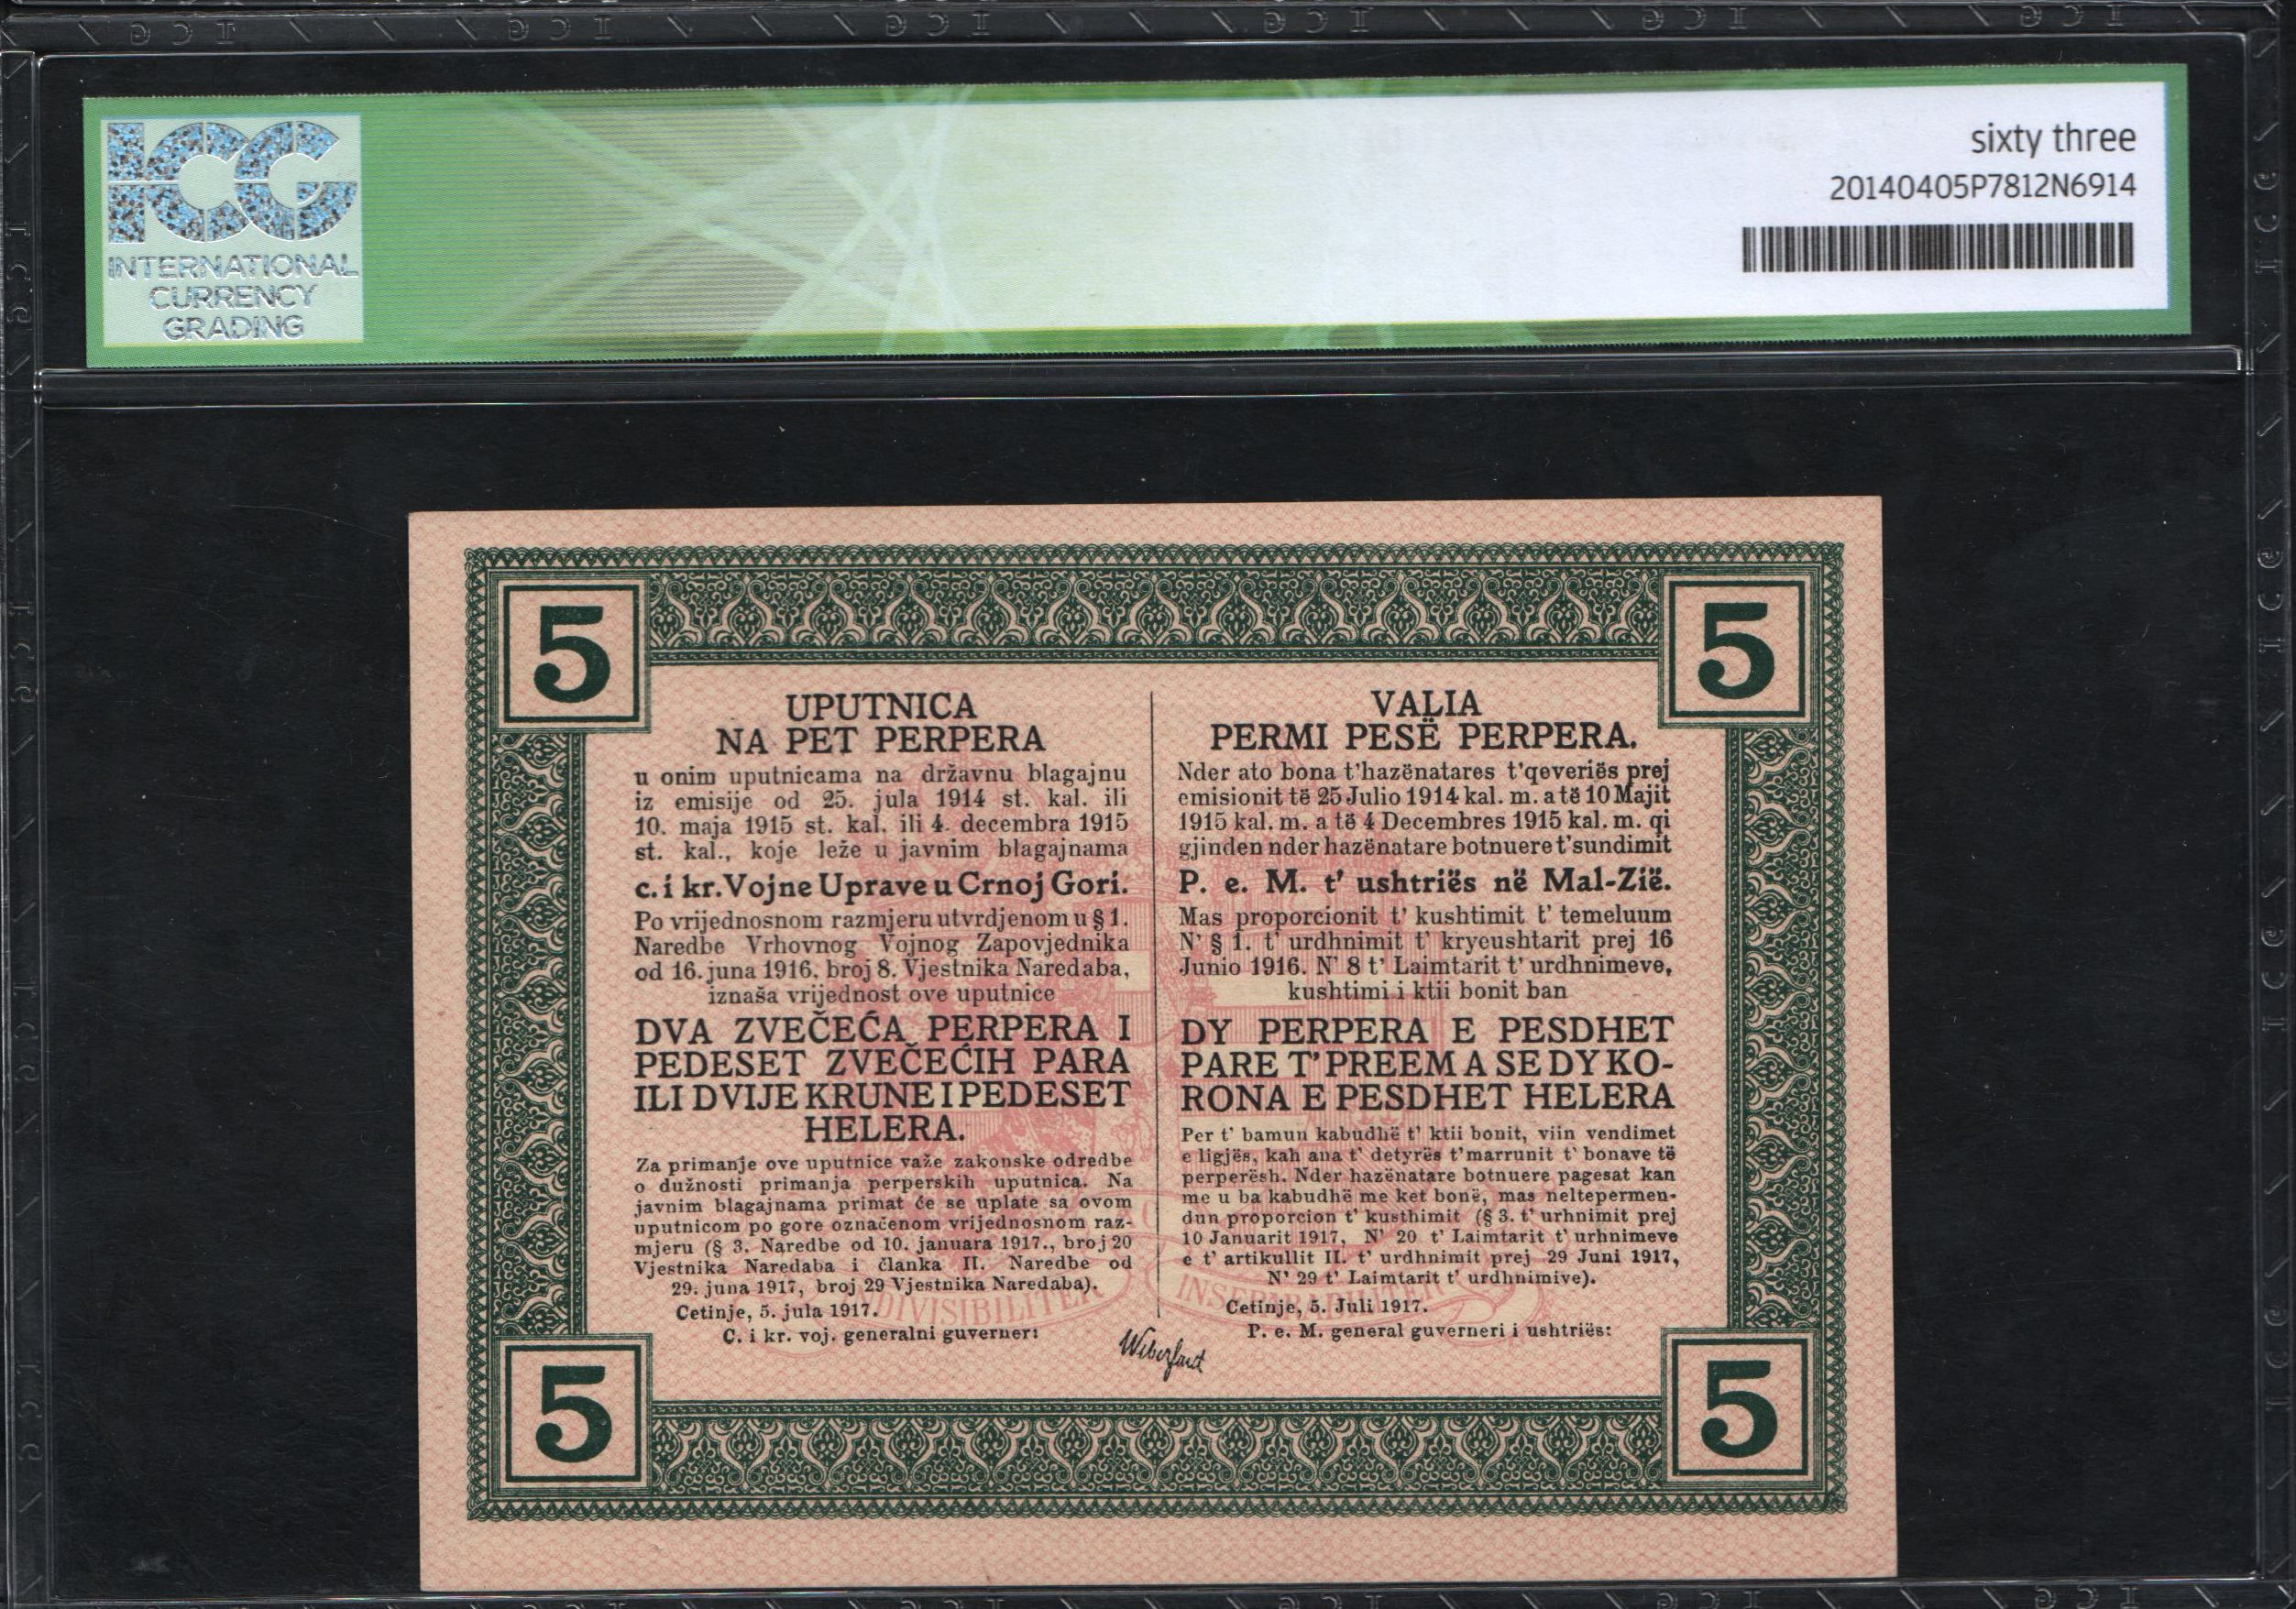 ICG
INTERNATIONAL
CURRENCY
GRADING
sixty three
20140405P7812N6914
5
5
UPUTNICA
NA PET PERPERA
u onim uputnicama na državnu blagajnu
iz emisije od 25. jula 1914 st. kal. ili
10. maja 1915 st. kal. ili 4. decembra 1915
st. kal., koje leže u javnim blagajnama
c. i kr. Vojne Uprave u Crnoj Gori.
Po vrijednosnom razmjeru utvrdjenom u § 1.
Naredbe Vrhovnog Vojnog Zapovjednika
od 16. juna 1916. broj 8. Vjestnika Naredaba,
iznaša vrijednost ove uputnice
DVA ZVEČEĆA PERPERA I
PEDESET ZVEČEĆIH PARA
ILI DVIJE KRUNE I PEDESET
HELERA.
Za primanje ove uputnice važe zakonske odredbe
o dužnosti primanja perperskih uputnica. Na
javnim blagajnama primat će se uplate sa ovom
uputnicom po gore označenom vrijednosnom raz-
mjeru (§ 3. Naredbe od 10. januara 1917., broj 20
Vjestnika Naredaba i članka II. Naredbe od
29. juna 1917, broj 29 Vjestnika Naredaba).
Cetinje, 5. jula 1917.
C. i kr. voj. generalni guverner:
VALIA
PERMI PESË PERPERA.
Nder ato bona t'hazënatares t'qeveriës prej
emisionit të 25 Julio 1914 kal. m. a të 10 Majit
1915 kal. m. a të 4 Decembres 1915 kal. m. qi
gjinden nder hazënatare botnuere t'sundimit
P. e. M. t' ushtriës në Mal-Zië.
Mas proporcionit t' kushtimit t' temeluum
N' § 1. t' urdhnimit t' kryeushtarit prej 16
Junio 1916. N' 8 t' Laimtarit t' urdhnimeve,
kushtimi i ktii bonit ban
DY PERPERA E PESDHET
PARE T' PREEM A SE DY KO-
RONA E PESDHET HELERA
Per t' bamun kabudhë t' ktii bonit, viin vendimet
e ligjës, kah ana t' detyrës t'marrunit t' bonave të
perperësh. Nder hazënatare botnuere pagesat kan
me u ba kabudhë me ket bonë, mas neltepermen-
dun proporcion t' kusthimit (§ 3. t' urhnimit prej
10 Januarit 1917, N' 20 t' Laimtarit t' urhnimeve
e t' artikullit II. t' urdhnimit prej 29 Juni 1917,
N' 29 t' Laimtarit t' urdhnimive).
Cetinje, 5. Juli 1917.
P. e. M. general guverneri i ushtriës:
5
5